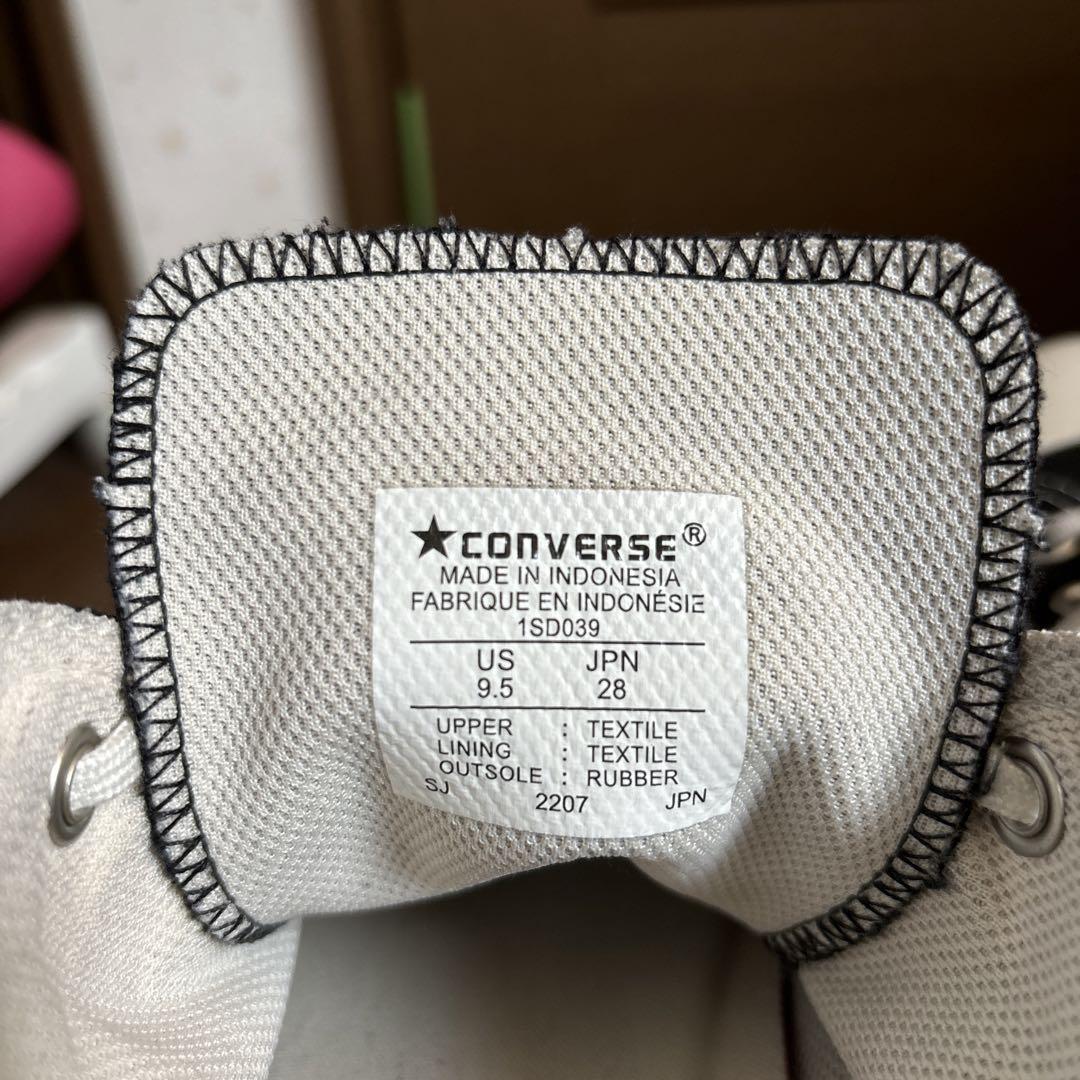 ★CONVERSE®
MADE IN INDONESIA
FABRIQUE EN INDONÉSIE
1SD039
US JPN
9.5 28
UPPER : TEXTILE
LINING : TEXTILE
OUTSOLE : RUBBER
SJ 2207 JPN